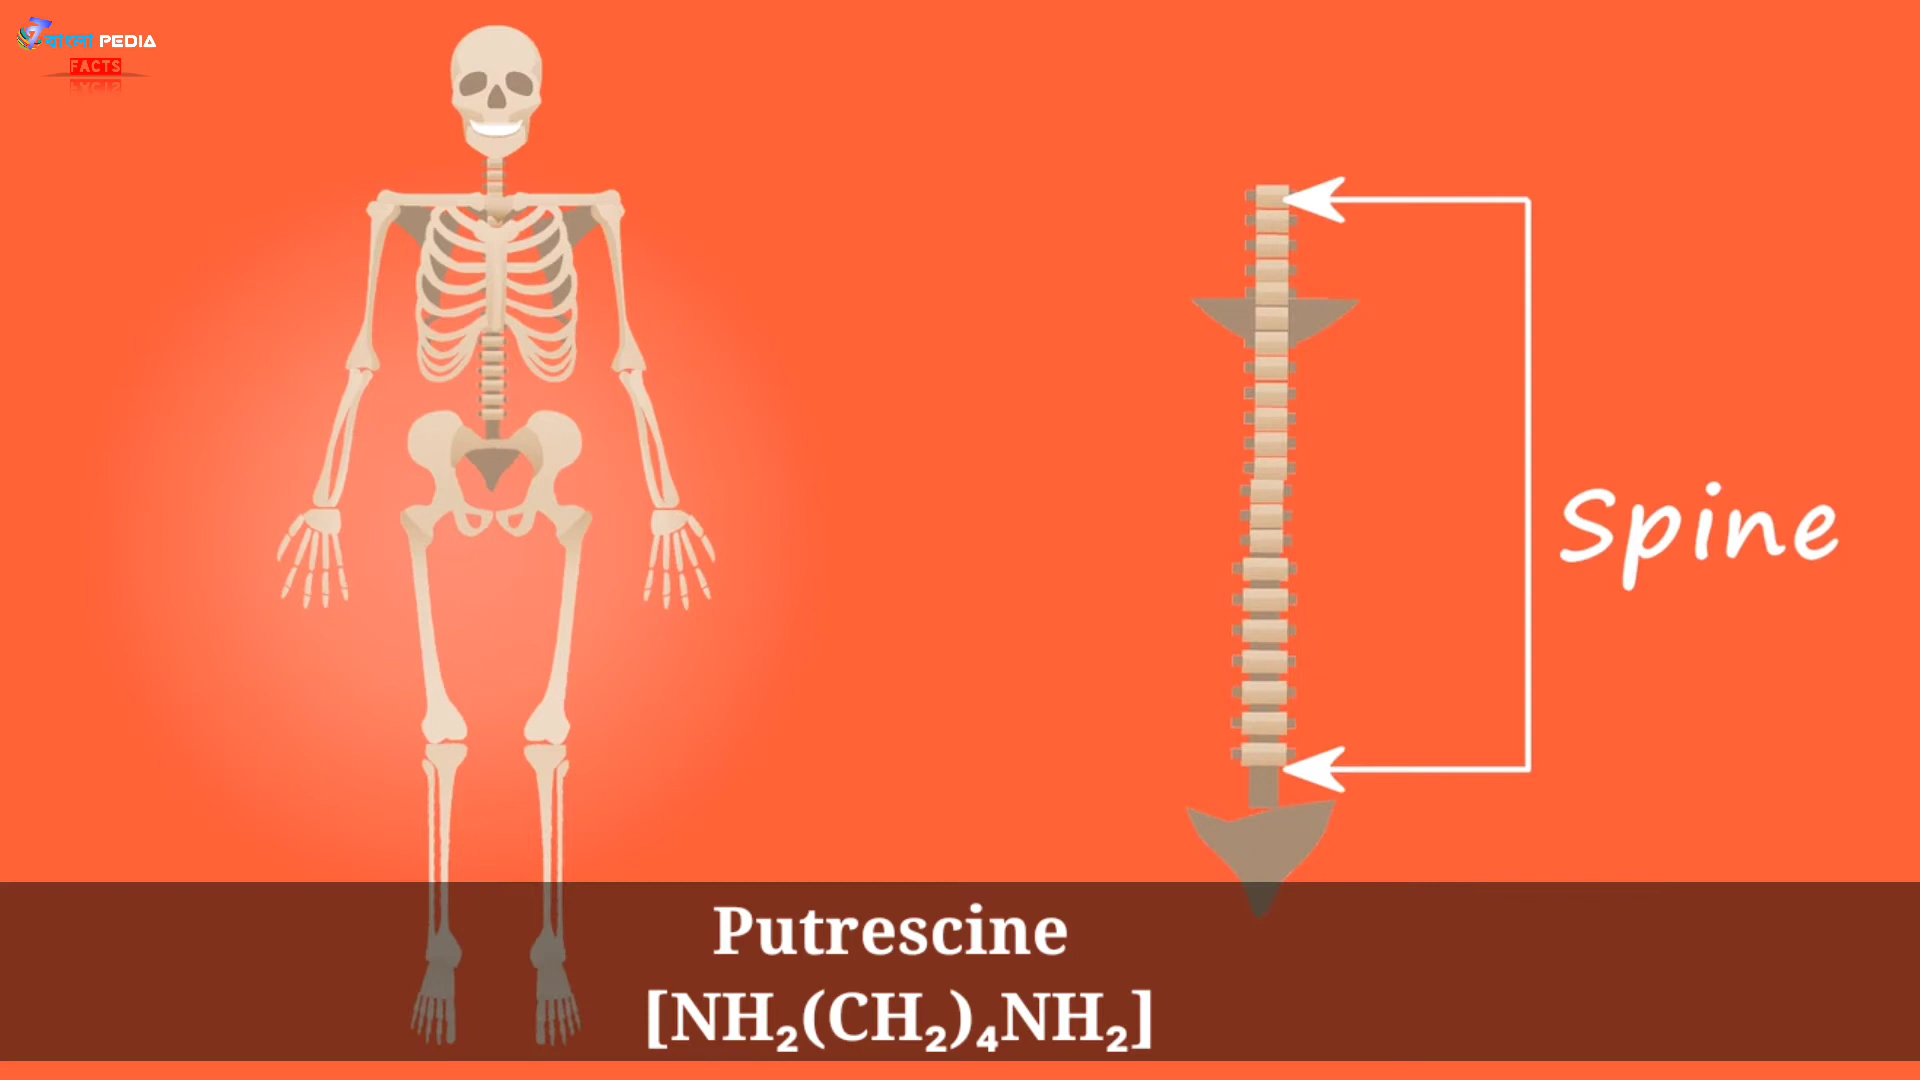 বাংলা PEDIA
FACTS
Spine
Putrescine
[NH₂(CH₂)₄NH₂]